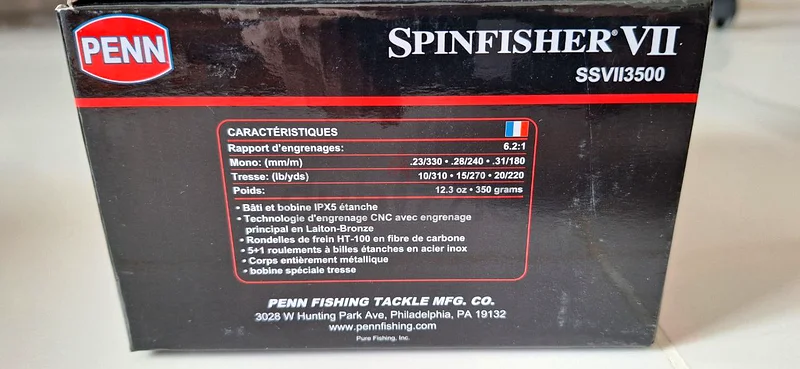 PENN
SPINFISHER® VII
SSVII3500
CARACTÉRISTIQUES
Rapport d'engrenages: 6.2:1
Mono: (mm/m) .23/330 • .28/240 • .31/180
Tresse: (lb/yds) 10/310 • 15/270 • 20/220
Poids: 12.3 oz • 350 grams
• Bâti et bobine IPX5 étanche
• Technologie d'engrenage CNC avec engrenage
principal en Laiton-Bronze
• Rondelles de frein HT-100 en fibre de carbone
• 5+1 roulements à billes étanches en acier inox
• Corps entièrement métallique
• bobine spéciale tresse
PENN FISHING TACKLE MFG. CO.
3028 W Hunting Park Ave, Philadelphia, PA 19132
www.pennfishing.com
Pure Fishing, Inc.